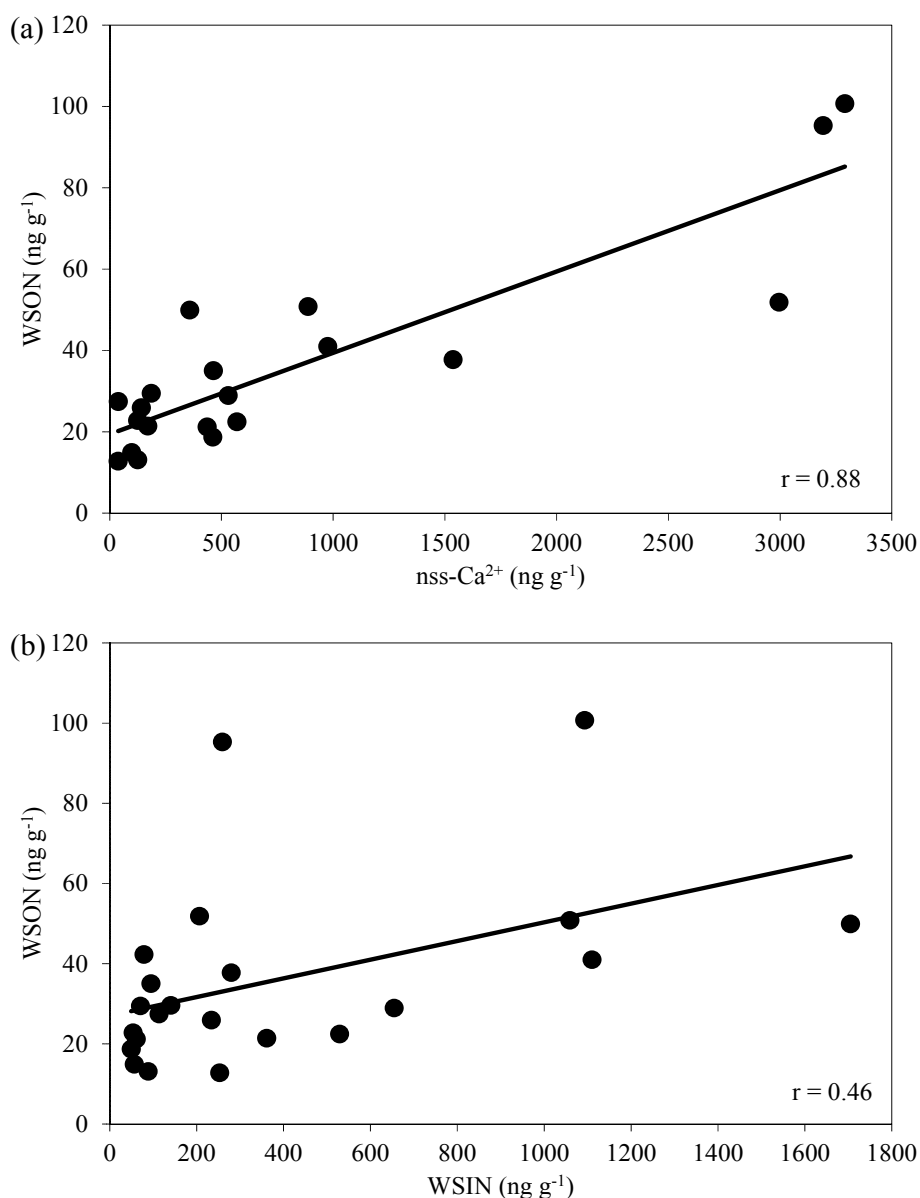 (a)
120
100
80
60
40
20
0
WSON (ng g⁻¹)
r = 0.88
0 500 1000 1500 2000 2500 3000 3500
nss-Ca²⁺ (ng g⁻¹)
(b)
120
100
80
60
40
20
0
WSON (ng g⁻¹)
r = 0.46
0 200 400 600 800 1000 1200 1400 1600 1800
WSIN (ng g⁻¹)